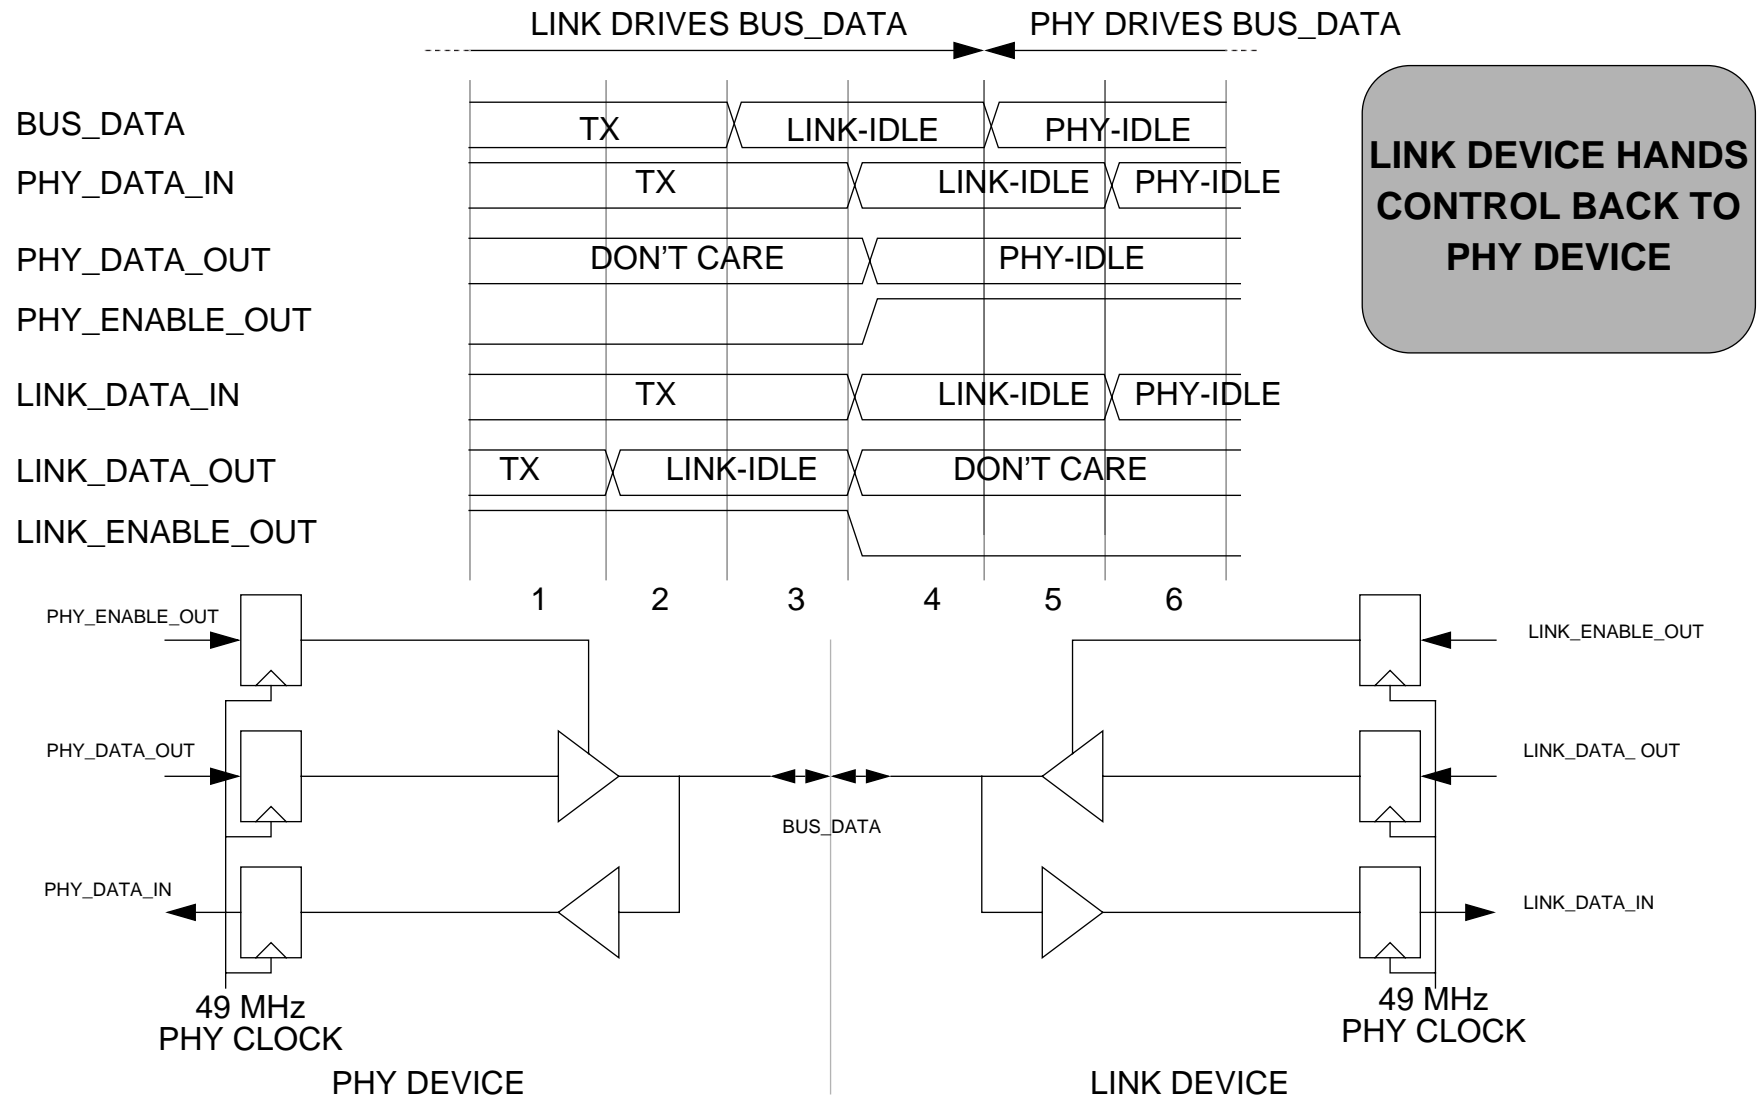 LINK DRIVES BUS_DATA PHY DRIVES BUS_DATA
BUS_DATA TX LINK-IDLE PHY-IDLE
PHY_DATA_IN TX LINK-IDLE PHY-IDLE
PHY_DATA_OUT DON'T CARE PHY-IDLE
PHY_ENABLE_OUT
LINK_DATA_IN TX LINK-IDLE PHY-IDLE
LINK_DATA_OUT TX LINK-IDLE DON'T CARE
LINK_ENABLE_OUT
LINK DEVICE HANDS
CONTROL BACK TO
PHY DEVICE
1 2 3 4 5 6
PHY_ENABLE_OUT
PHY_DATA_OUT
PHY_DATA_IN
49 MHz
PHY CLOCK
PHY DEVICE
BUS_DATA
LINK_ENABLE_OUT
LINK_DATA_ OUT
LINK_DATA_IN
49 MHz
PHY CLOCK
LINK DEVICE